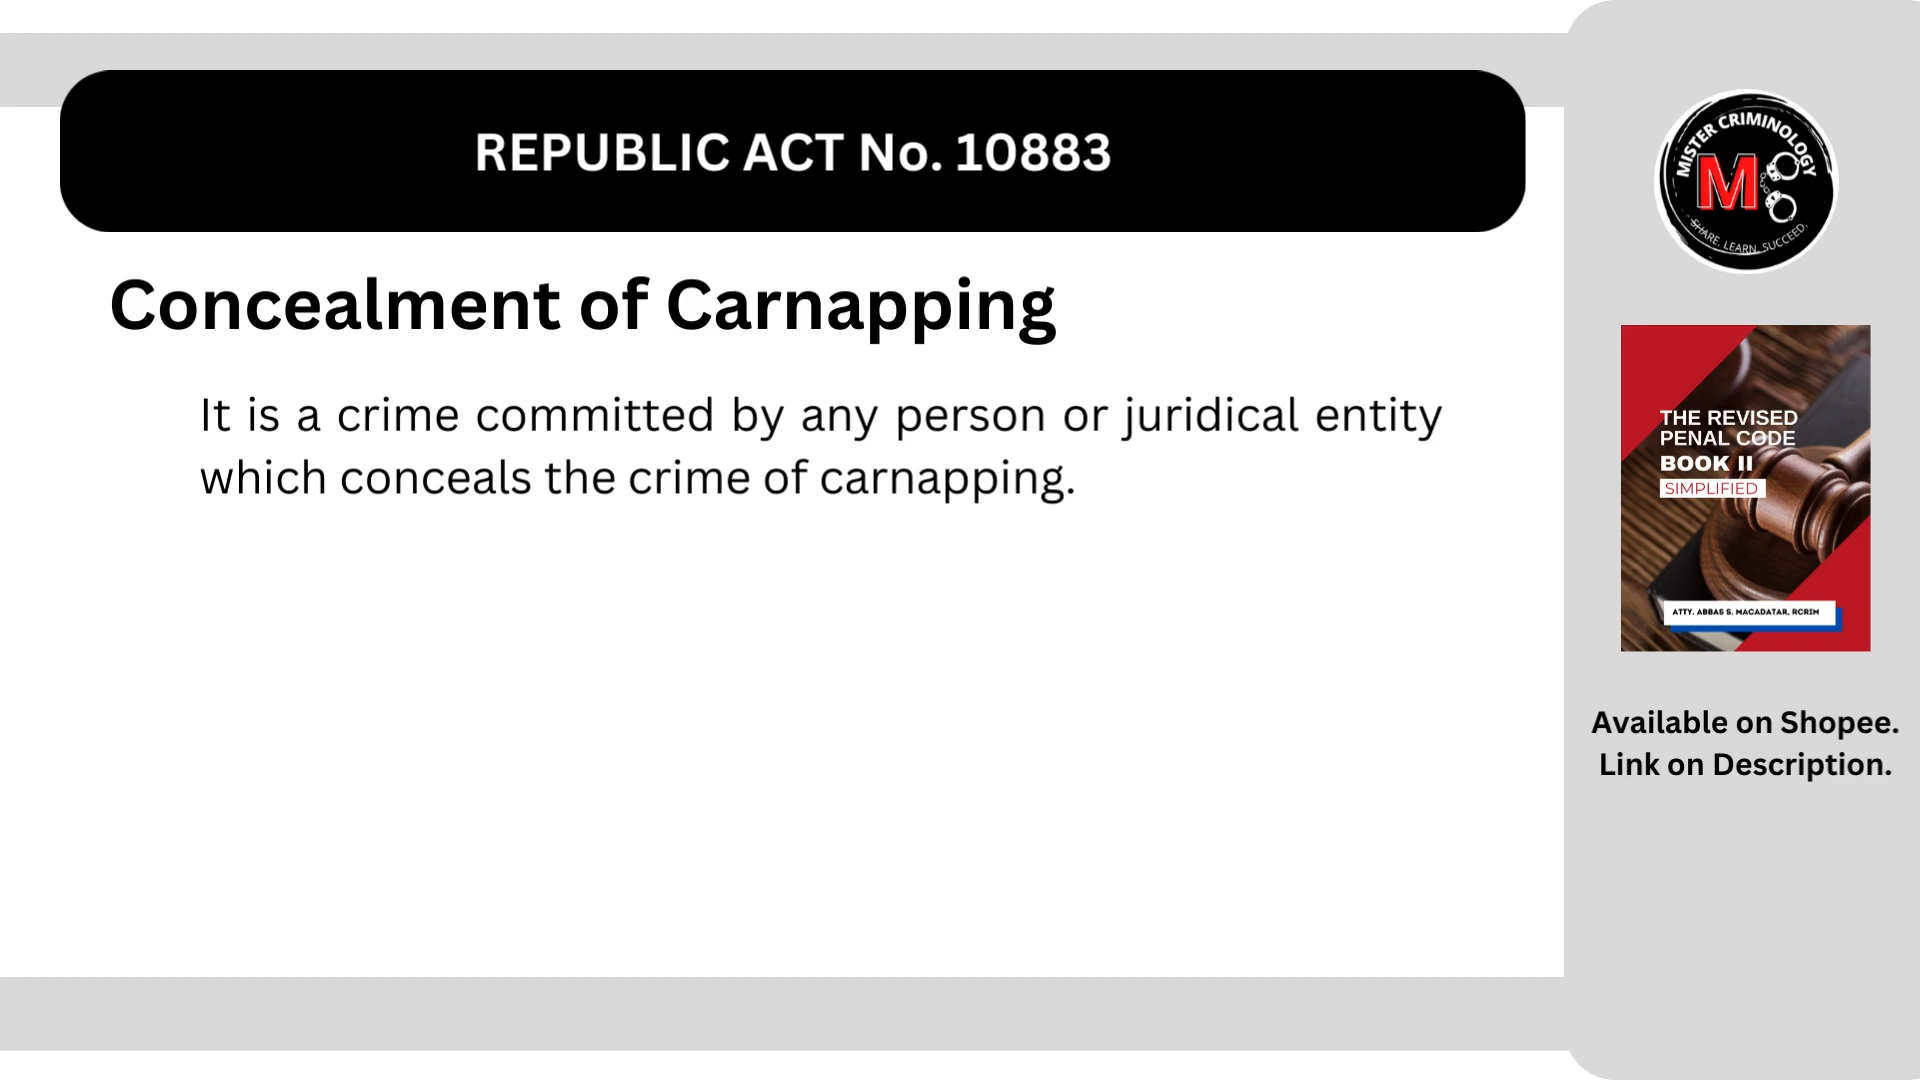 REPUBLIC ACT No. 10883
Concealment of Carnapping
It is a crime committed by any person or juridical entity
which conceals the crime of carnapping.
MISTER CRIMINOLOGY
M
SHARE. LEARN. SUCCEED.
THE REVISED
PENAL CODE
BOOK II
SIMPLIFIED
ATTY. ABBAS S. MACADATAR, RCRIM
Available on Shopee.
Link on Description.